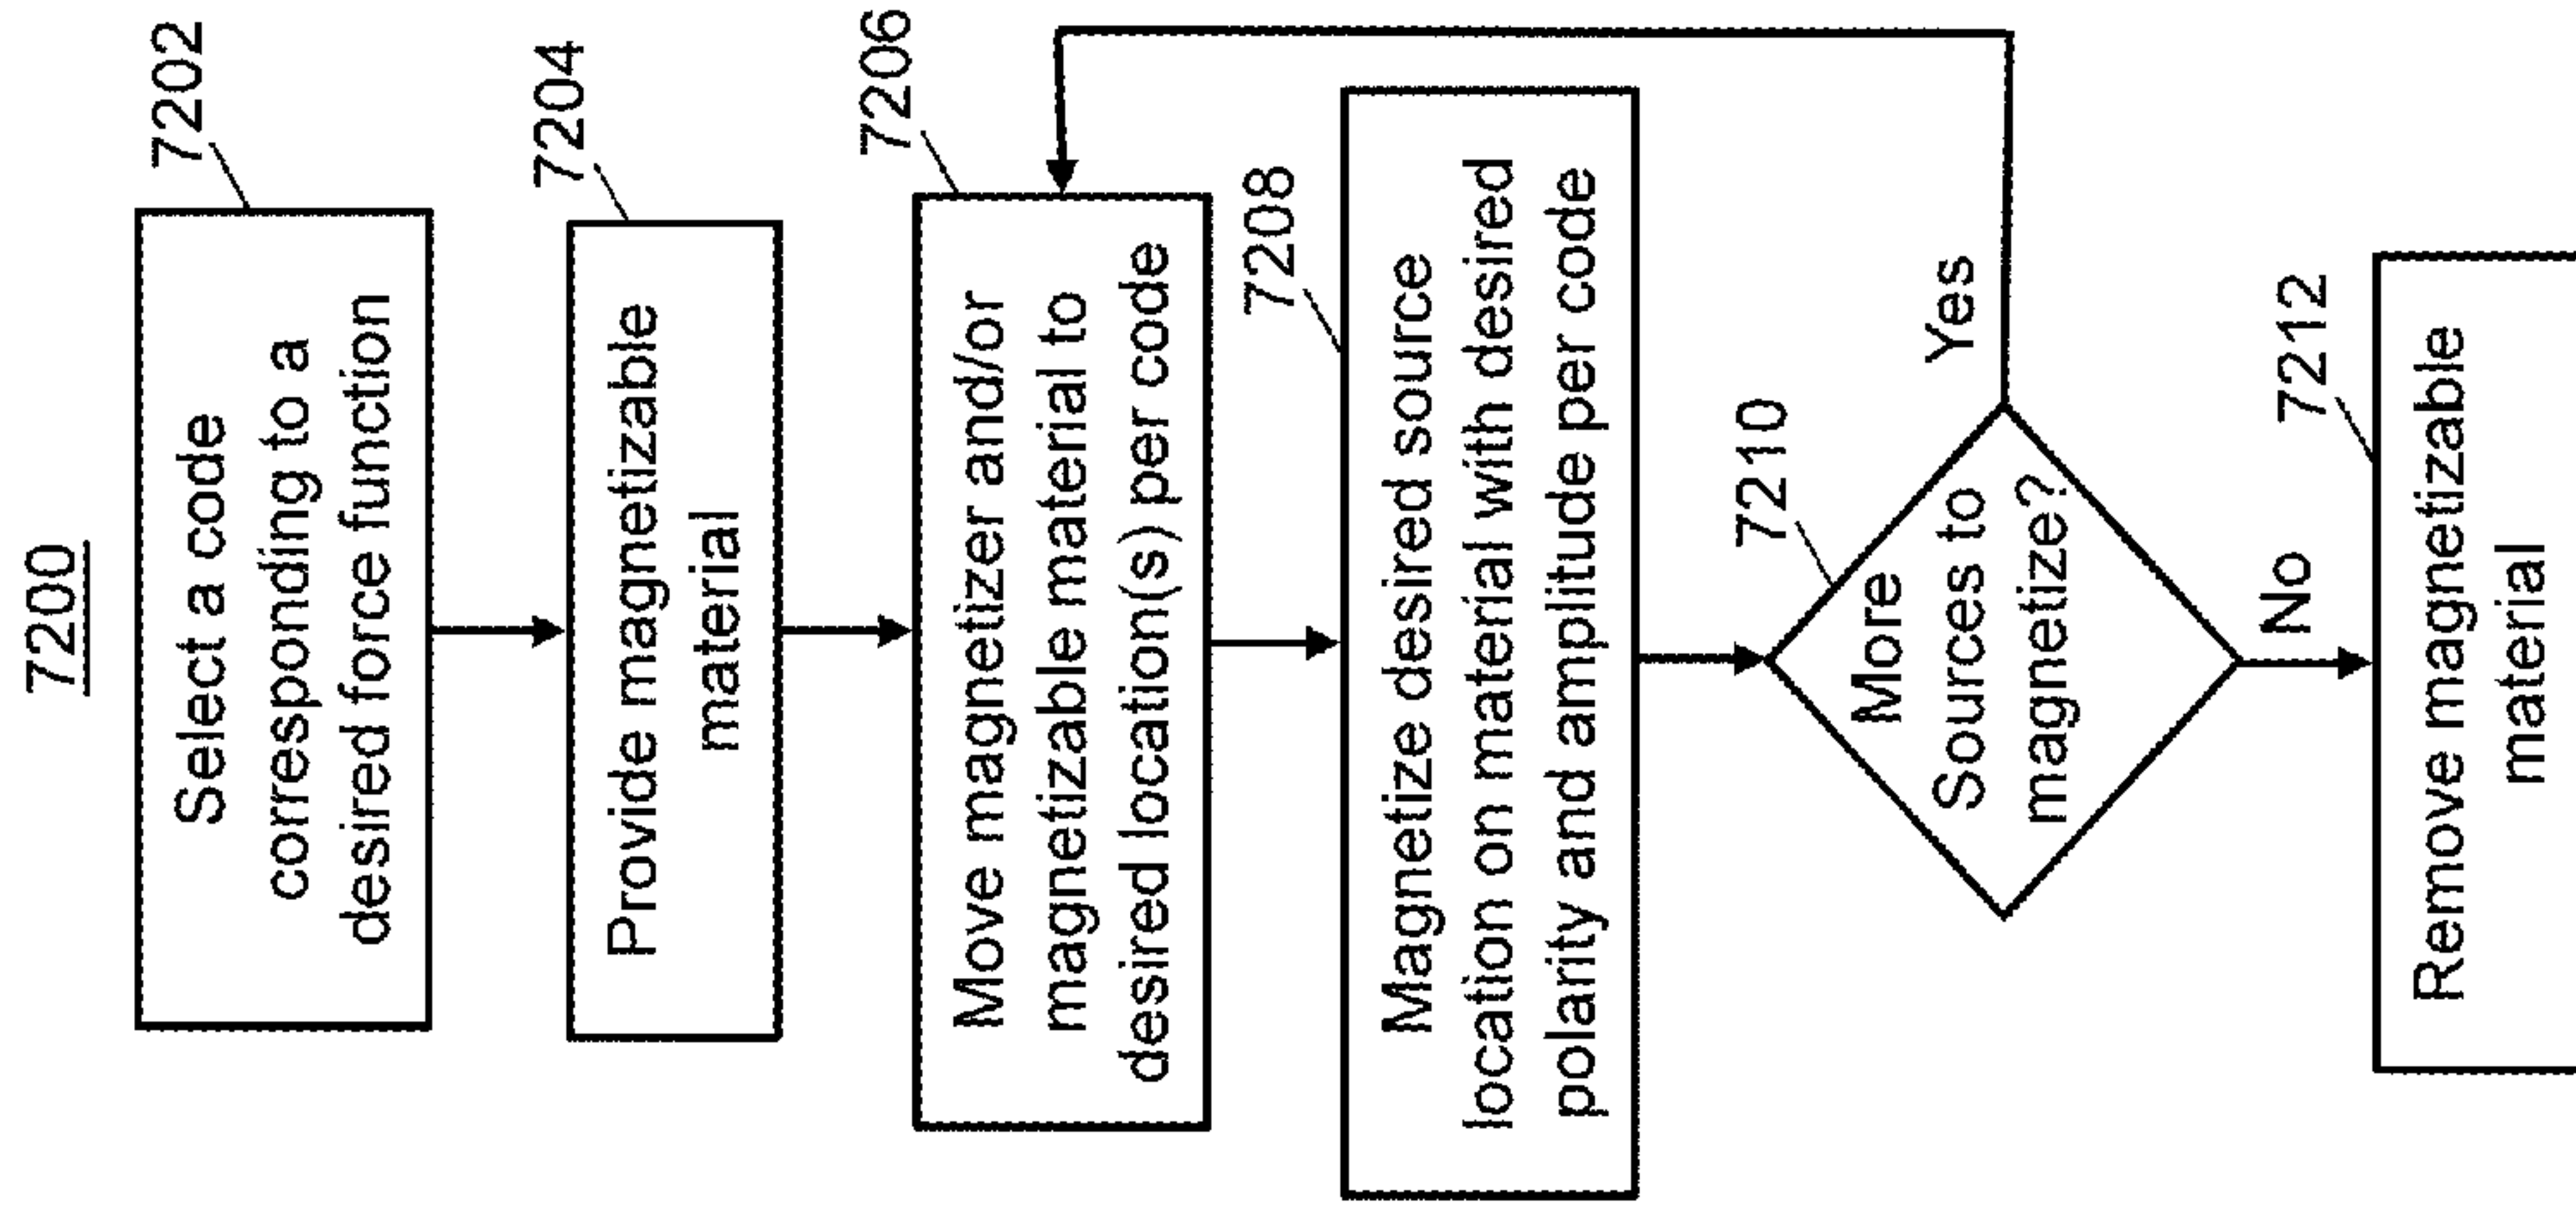 7200
7202
Select a code
corresponding to a
desired force function
7204
Provide magnetizable
material
7206
Move magnetizer and/or
magnetizable material to
desired location(s) per code
7208
Magnetize desired source
location on material with desired
polarity and amplitude per code
7210
More
Sources to
magnetize?
Yes
No
7212
Remove magnetizable
material